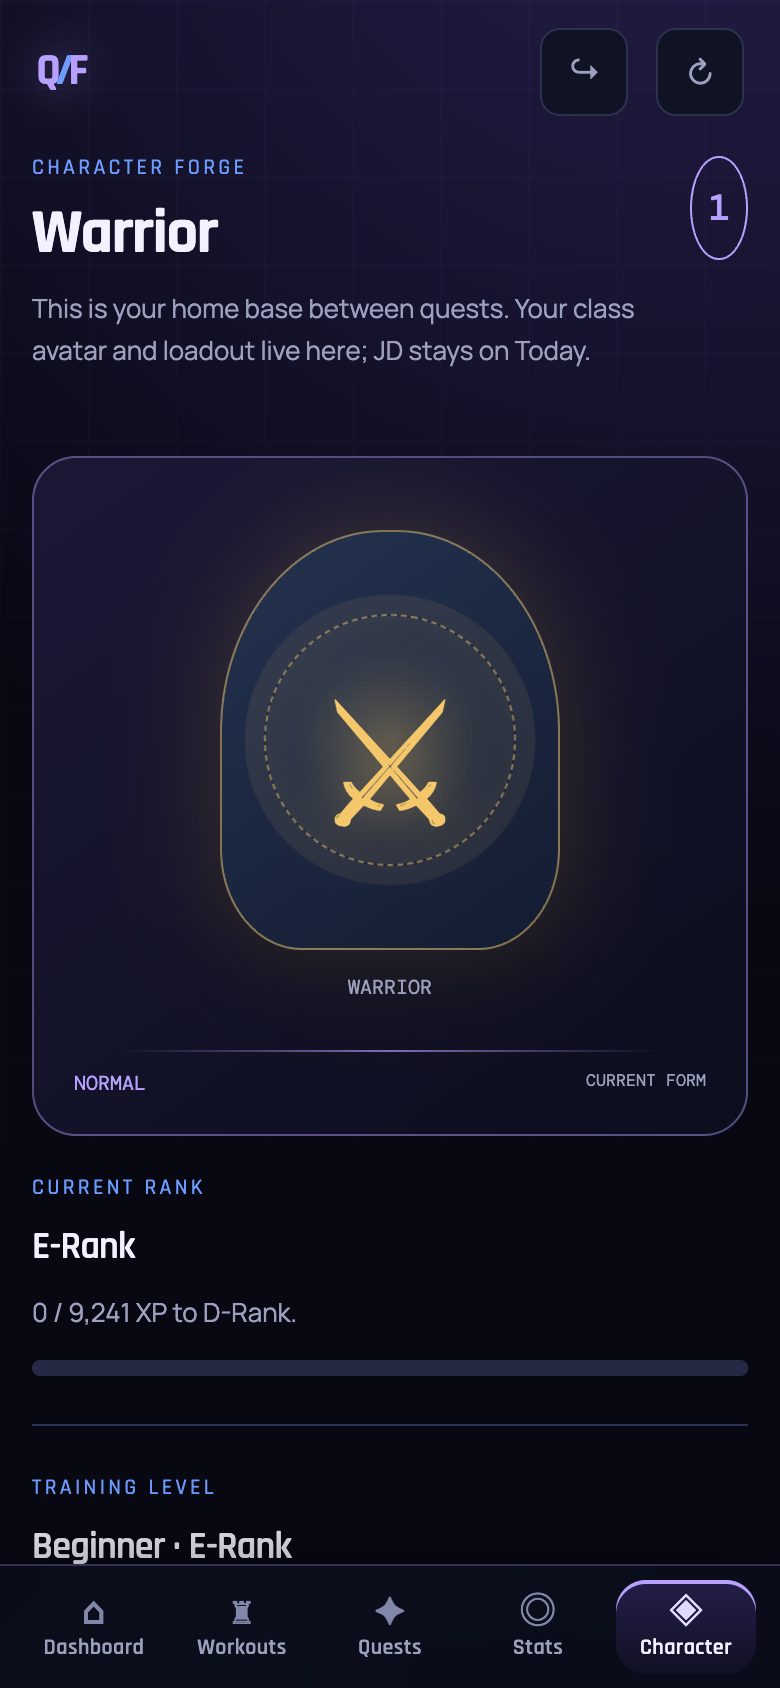 Q/F
CHARACTER FORGE
Warrior
1
This is your home base between quests. Your class
avatar and loadout live here; JD stays on Today.
WARRIOR
NORMAL
CURRENT FORM
CURRENT RANK
E-Rank
0 / 9,241 XP to D-Rank.
TRAINING LEVEL
Beginner · E-Rank
Dashboard
Workouts
Quests
Stats
Character